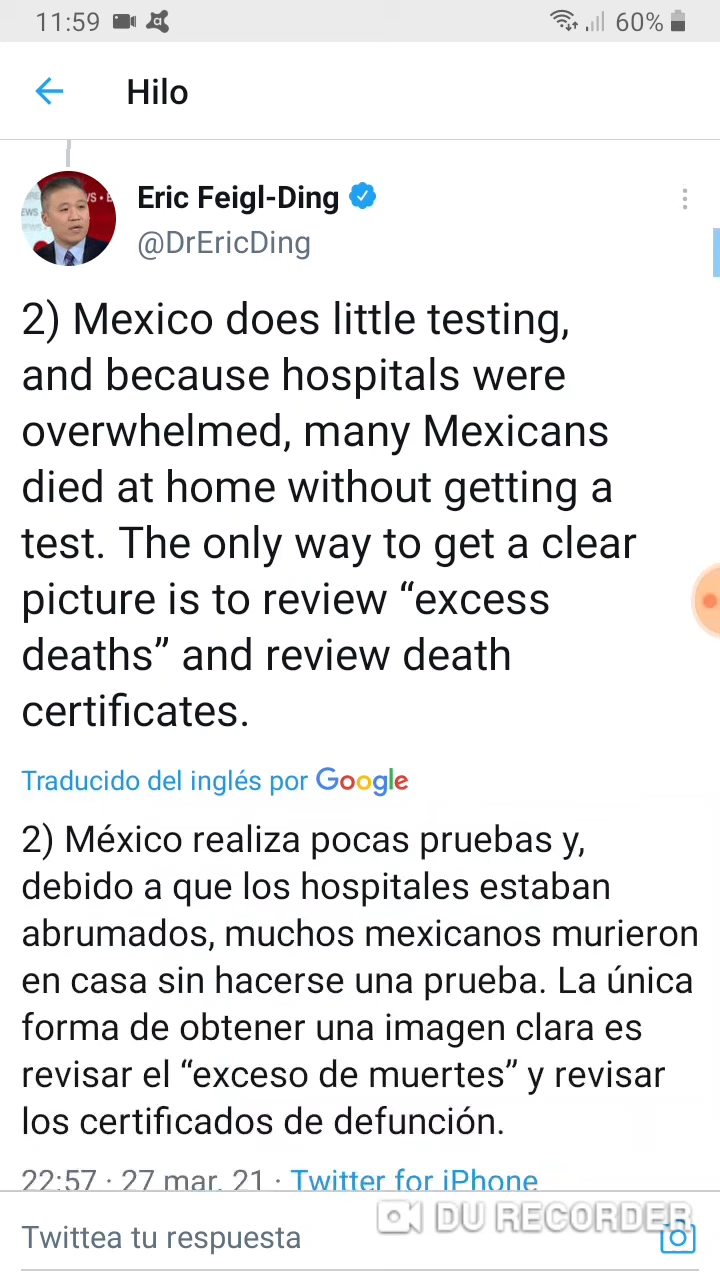 11:59
60%
Hilo
Eric Feigl-Ding
@DrEricDing
2) Mexico does little testing,
and because hospitals were
overwhelmed, many Mexicans
died at home without getting a
test. The only way to get a clear
picture is to review “excess
deaths” and review death
certificates.
Traducido del inglés por Google
2) México realiza pocas pruebas y,
debido a que los hospitales estaban
abrumados, muchos mexicanos murieron
en casa sin hacerse una prueba. La única
forma de obtener una imagen clara es
revisar el “exceso de muertes” y revisar
los certificados de defunción.
22:57 · 27 mar. 21 · Twitter for iPhone
DU RECORDER
Twittea tu respuesta